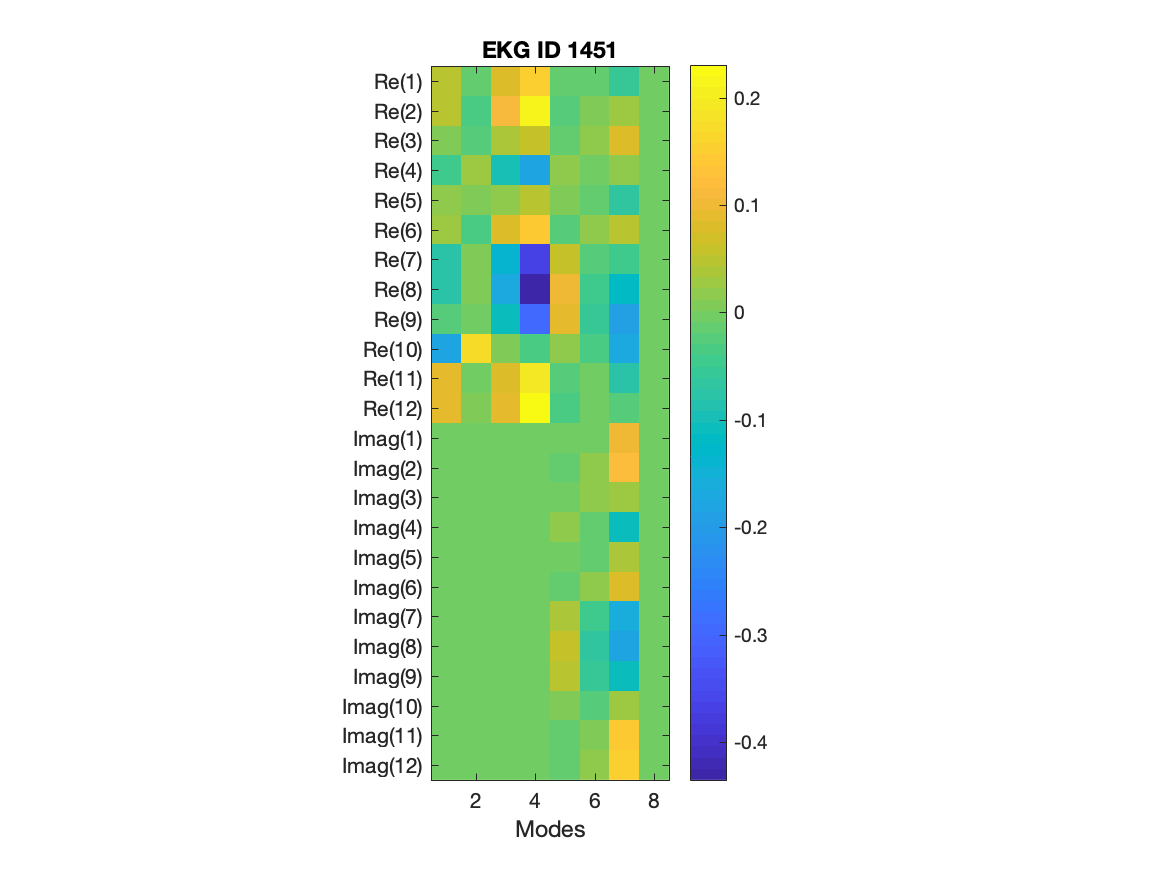 EKG ID 1451
Re(1)
Re(2)
Re(3)
Re(4)
Re(5)
Re(6)
Re(7)
Re(8)
Re(9)
Re(10)
Re(11)
Re(12)
Imag(1)
Imag(2)
Imag(3)
Imag(4)
Imag(5)
Imag(6)
Imag(7)
Imag(8)
Imag(9)
Imag(10)
Imag(11)
Imag(12)
2 4 6 8
Modes
0.2
0.1
0
-0.1
-0.2
-0.3
-0.4